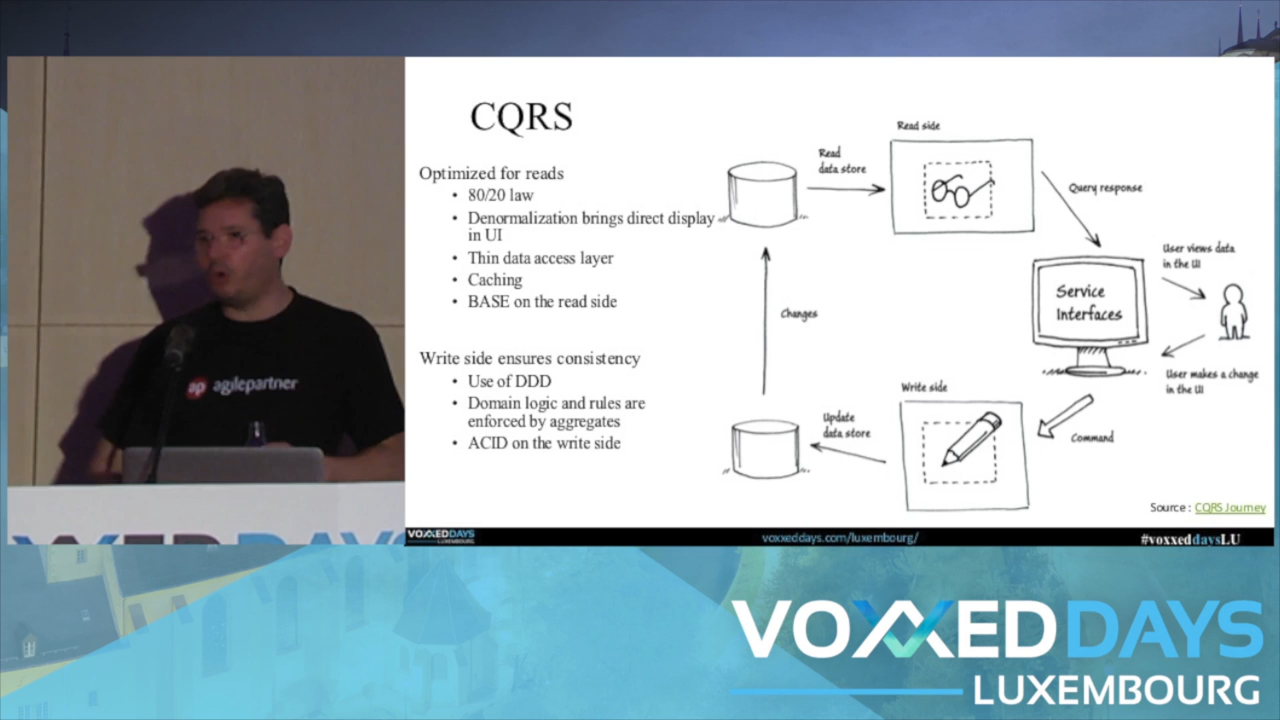 agilepartner
CQRS
Optimized for reads
• 80/20 law
• Denormalization brings direct display
in UI
• Thin data access layer
• Caching
• BASE on the read side
Write side ensures consistency
• Use of DDD
• Domain logic and rules are
enforced by aggregates
• ACID on the write side
Read side
Read
data store
Query response
User views data
in the UI
Service
Interfaces
Changes
User makes a change
in the UI
Write side
Update
data store
Command
Source : CQRS Journey
VOXXEDDAYS
LUXEMBOURG
voxxeddays.com/luxembourg/
#voxxeddaysLU
VOXXEDDAYS
LUXEMBOURG